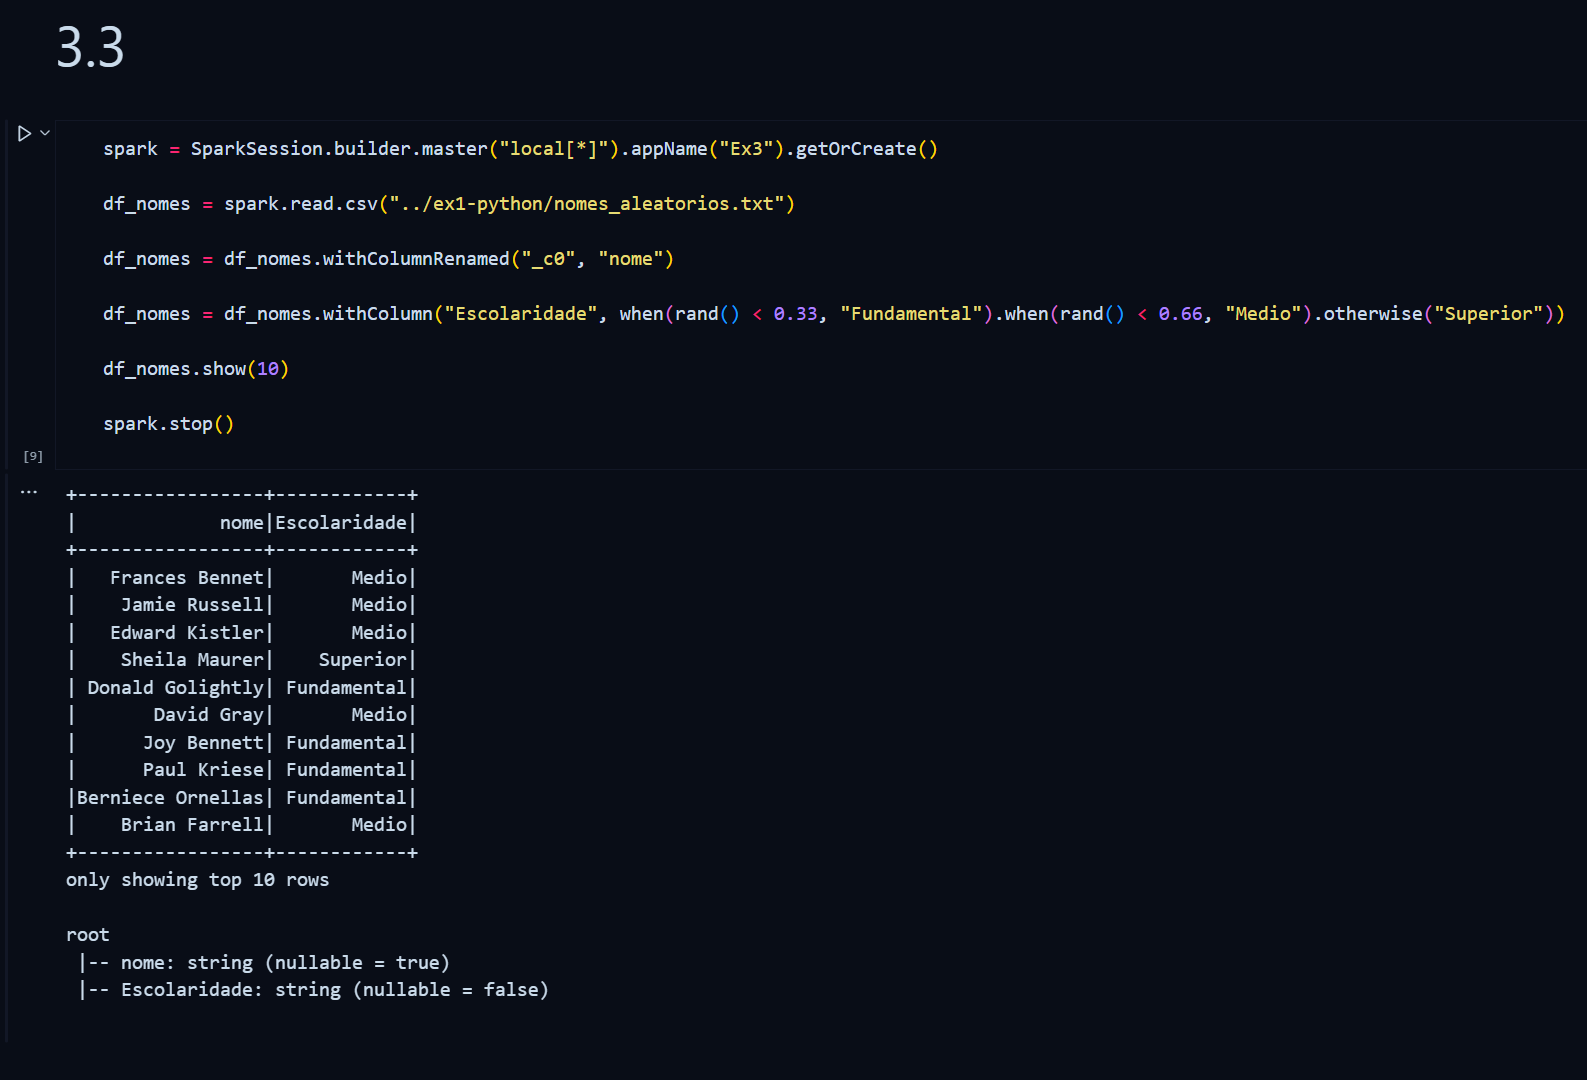 3.3
spark = SparkSession.builder.master("local[*]").appName("Ex3").getOrCreate()
df_nomes = spark.read.csv("../ex1-python/nomes_aleatorios.txt")
df_nomes = df_nomes.withColumnRenamed("_c0", "nome")
df_nomes = df_nomes.withColumn("Escolaridade", when(rand() < 0.33, "Fundamental").when(rand() < 0.66, "Medio").otherwise("Superior"))
df_nomes.show(10)
spark.stop()
[9]
...
+-----------------+------------+
|             nome|Escolaridade|
+-----------------+------------+
|   Frances Bennet|       Medio|
|    Jamie Russell|       Medio|
|   Edward Kistler|       Medio|
|    Sheila Maurer|    Superior|
| Donald Golightly| Fundamental|
|       David Gray|       Medio|
|      Joy Bennett| Fundamental|
|      Paul Kriese| Fundamental|
|Berniece Ornellas| Fundamental|
|    Brian Farrell|       Medio|
+-----------------+------------+
only showing top 10 rows
root
 |-- nome: string (nullable = true)
 |-- Escolaridade: string (nullable = false)